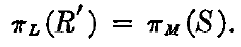 π_L(R′) = π_M(S).